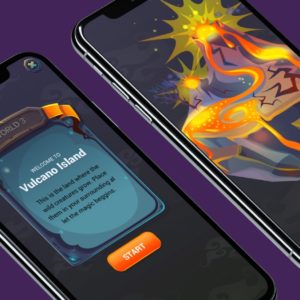 WORLD 3
WELCOME TO
Vulcano Island
This is the land where the
wild creatures grow. Place
them in your surrounding at
let the magic beggins.
START